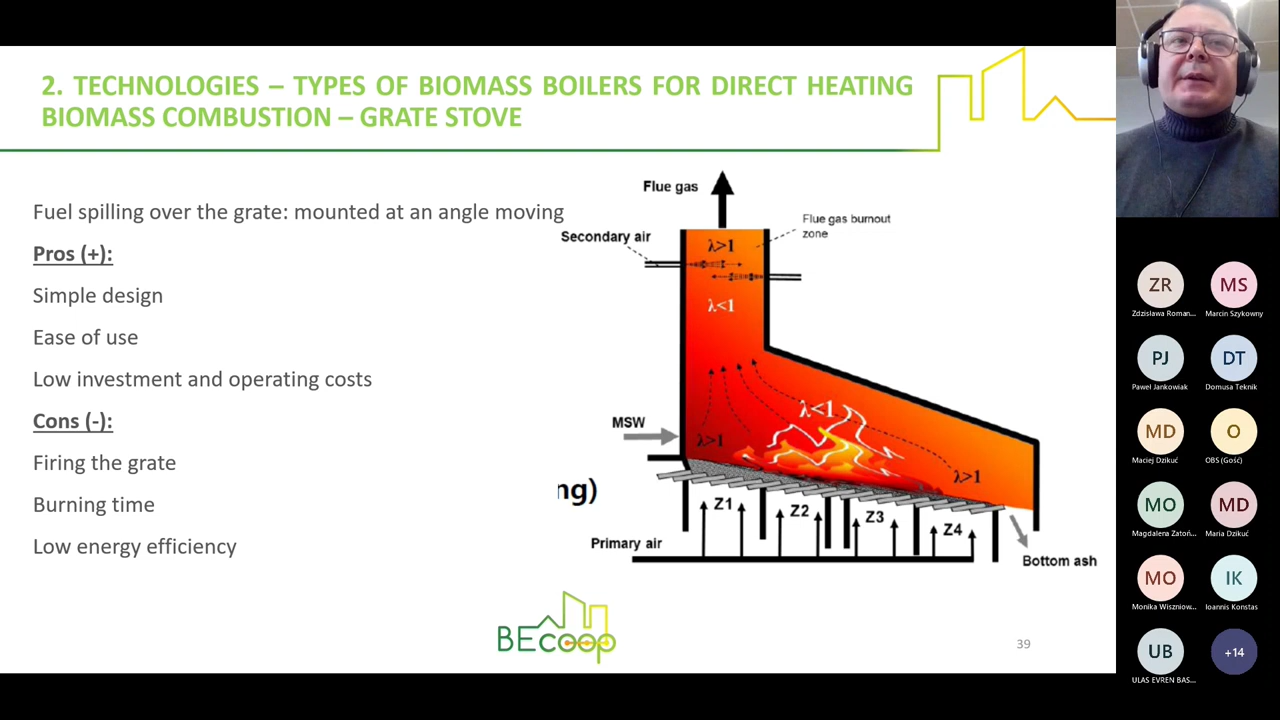 2. TECHNOLOGIES – TYPES OF BIOMASS BOILERS FOR DIRECT HEATING
BIOMASS COMBUSTION – GRATE STOVE
Fuel spilling over the grate: mounted at an angle moving
Pros (+):
Simple design
Ease of use
Low investment and operating costs
Cons (-):
Firing the grate
Burning time
Low energy efficiency
Flue gas
Flue gas burnout
zone
Secondary air
λ>1
λ<1
MSW
λ>1
λ<1
λ>1
ng)
Z1
Z2
Z3
Z4
Primary air
Bottom ash
BECoop
39
ZR
Zdzisława Roman...
MS
Marcin Szykowny
PJ
Paweł Jankowiak
DT
Domusa Teknik
MD
Maciej Dzikuć
O
OBS (Gość)
MO
Magdalena Zatoń...
MD
Maria Dzikuć
MO
Monika Wiszniow...
IK
Ioannis Konstas
UB
ULAS EVREN BAS...
+14